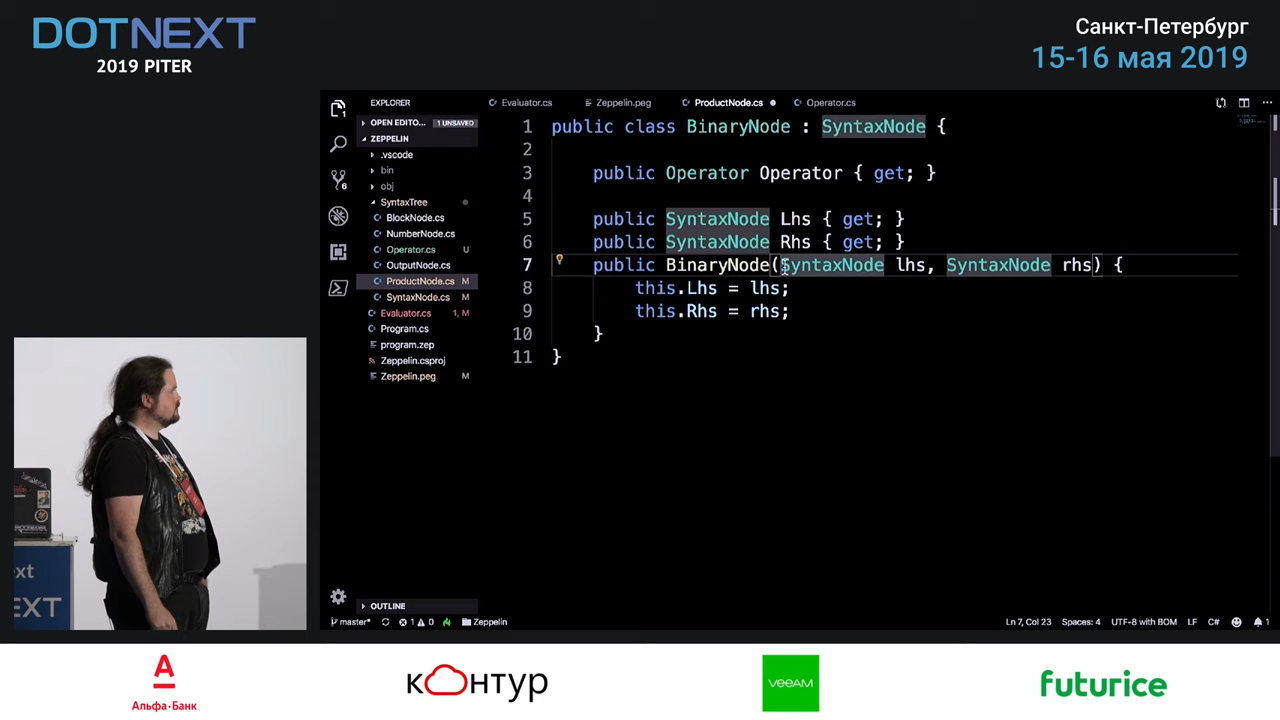 DOTNEXT
2019 PITER
Санкт-Петербург
15-16 мая 2019
EXPLORER
OPEN EDITO... 1 UNSAVED
ZEPPELIN
.vscode
bin
obj
SyntaxTree
BlockNode.cs
NumberNode.cs
Operator.cs U
OutputNode.cs
ProductNode.cs M
SyntaxNode.cs M
Evaluator.cs 1, M
Program.cs
program.zep
Zeppelin.csproj
Zeppelin.peg M
OUTLINE
Evaluator.cs Zeppelin.peg ProductNode.cs Operator.cs
1 public class BinaryNode : SyntaxNode {
2
3 public Operator Operator { get; }
4
5 public SyntaxNode Lhs { get; }
6 public SyntaxNode Rhs { get; }
7 public BinaryNode(SyntaxNode lhs, SyntaxNode rhs) {
8 this.Lhs = lhs;
9 this.Rhs = rhs;
10 }
11 }
master* 1 0 Zeppelin Ln 7, Col 23 Spaces: 4 UTF-8 with BOM LF C# 1
xt
EXT
Альфа·Банк
контур
veeam
futurice